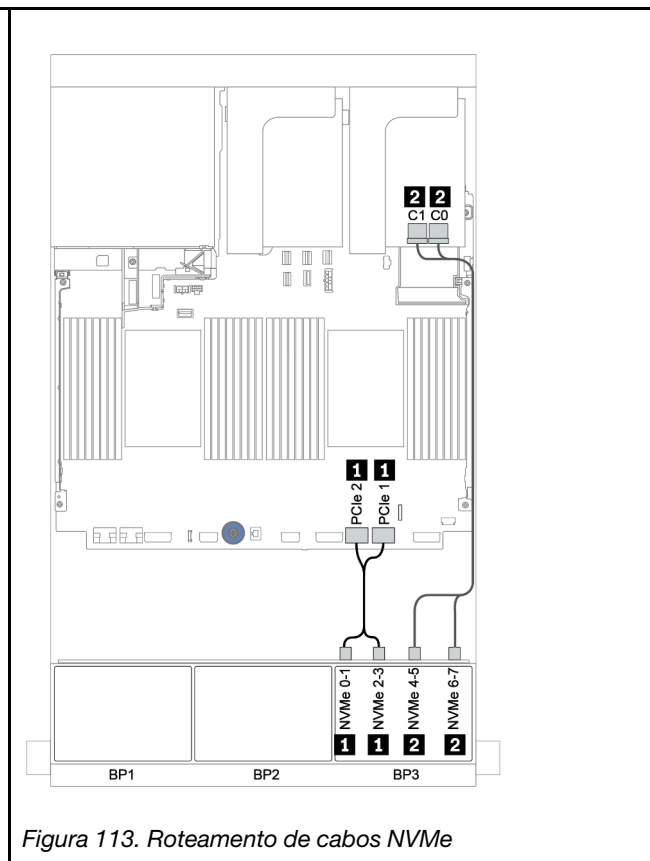 2 2
C1 C0
1 1
PCIe 2
PCIe 1
NVMe 0-1
NVMe 2-3
NVMe 4-5
NVMe 6-7
1 1 2 2
BP1 BP2 BP3
Figura 113. Roteamento de cabos NVMe